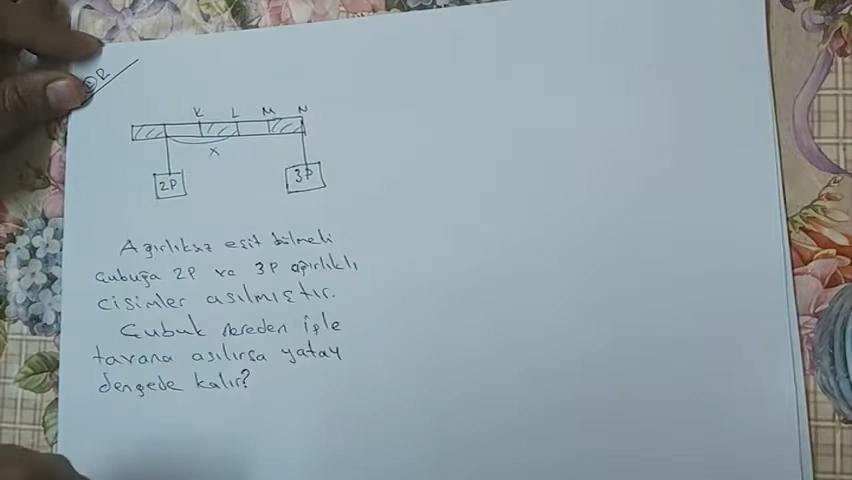 ÖR
K L M N
X
2P
3P
Ağırlıksız eşit bölmeli
çubuğa 2P ve 3P ağırlıklı
cisimler asılmıştır.
Çubuk nereden iple
tavana asılırsa yatay
dengede kalır?